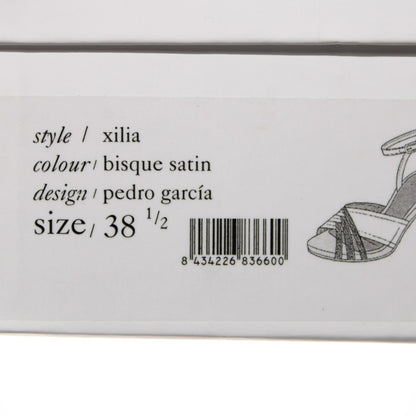 style / xilia
colour / bisque satin
design / pedro garcía
size / 38 1/2
8 434226 836600